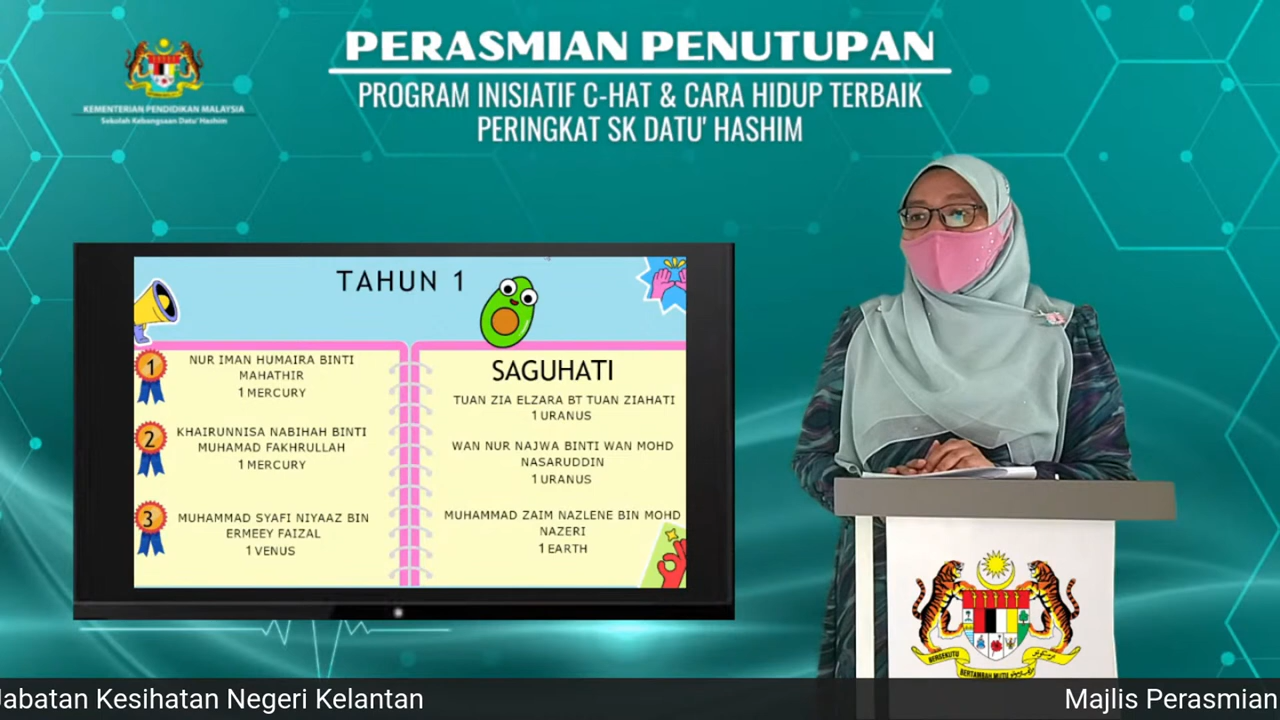 PERASMIAN PENUTUPAN
PROGRAM INISIATIF C-HAT & CARA HIDUP TERBAIK
PERINGKAT SK DATU' HASHIM
KEMENTERIAN PENDIDIKAN MALAYSIA
Sekolah Kebangsaan Datu' Hashim
TAHUN 1
1
NUR IMAN HUMAIRA BINTI
MAHATHIR
1 MERCURY
2
KHAIRUNNISA NABIHAH BINTI
MUHAMAD FAKHRULLAH
1 MERCURY
3
MUHAMMAD SYAFI NIYAAZ BIN
ERMEEY FAIZAL
1 VENUS
SAGUHATI
TUAN ZIA ELZARA BT TUAN ZIAHATI
1 URANUS
WAN NUR NAJWA BINTI WAN MOHD
NASARUDDIN
1 URANUS
MUHAMMAD ZAIM NAZLENE BIN MOHD
NAZERI
1 EARTH
BERSEKUTU
BERTAMBAH MUTU
Jabatan Kesihatan Negeri Kelantan
Majlis Perasmian